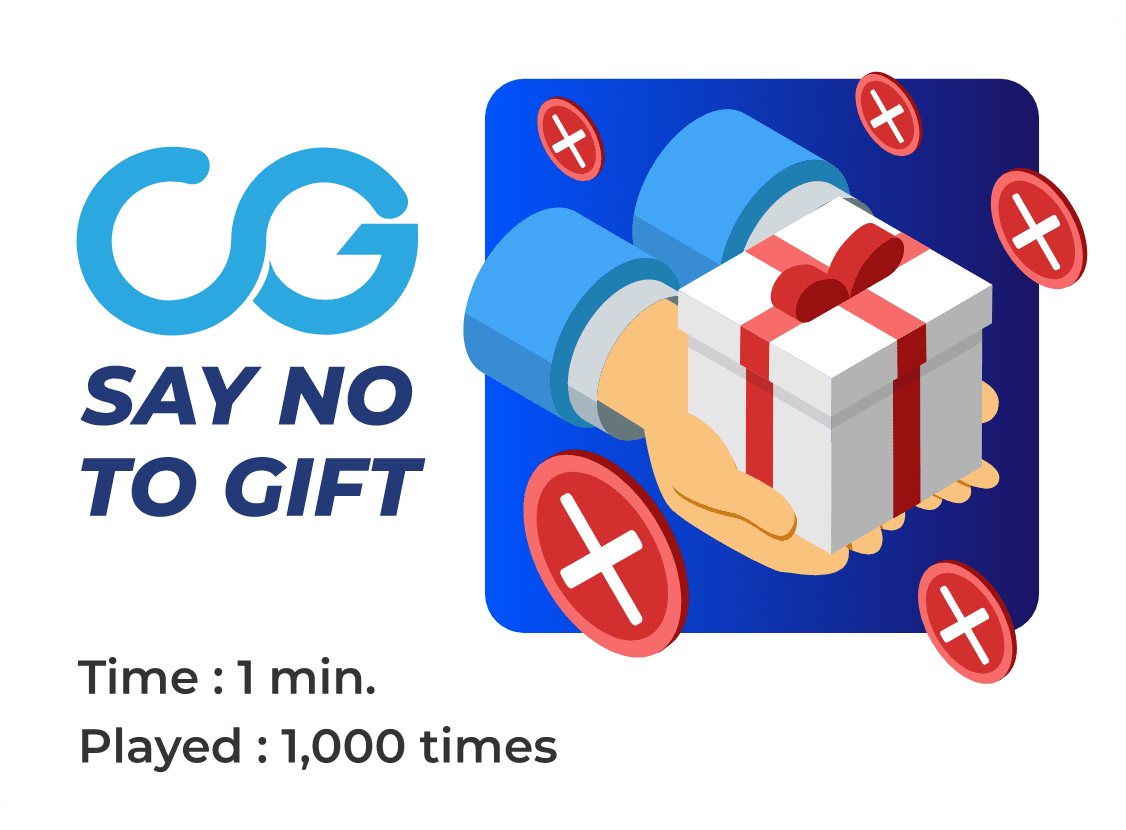 CG
SAY NO
TO GIFT
Time : 1 min.
Played : 1,000 times